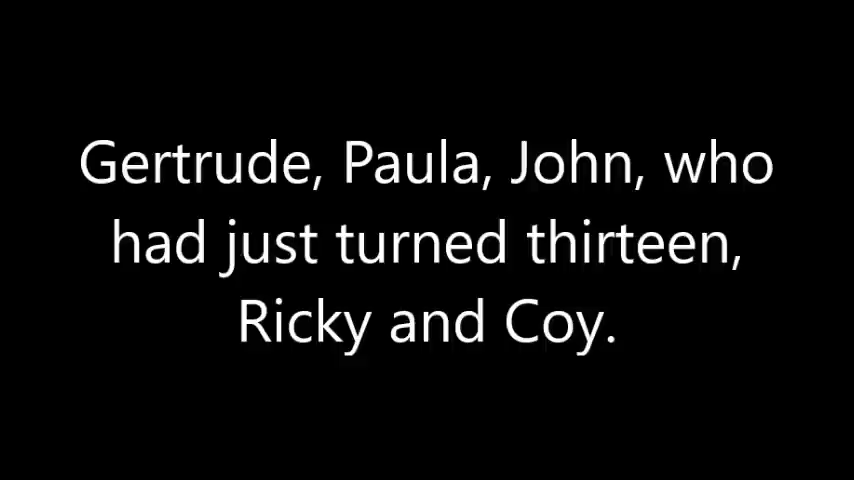 Gertrude, Paula, John, who
had just turned thirteen,
Ricky and Coy.